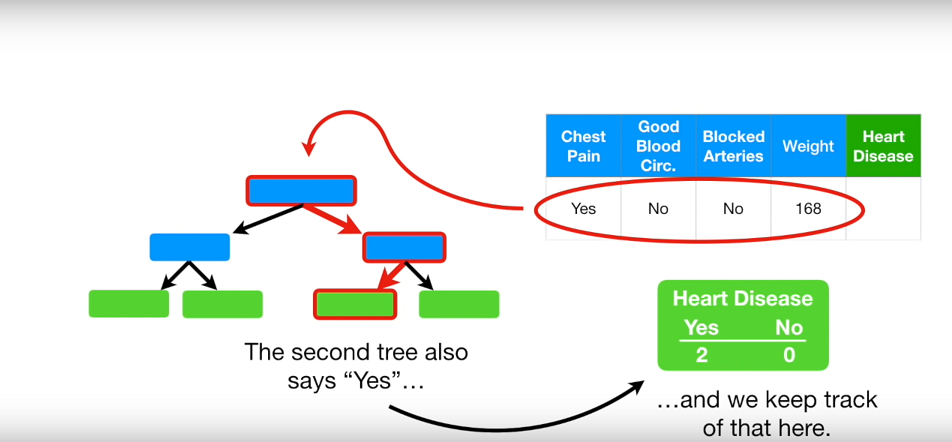 Chest Pain
Good Blood Circ.
Blocked Arteries
Weight
Heart Disease
Yes
No
No
168
Heart Disease
Yes No
2 0
The second tree also
says “Yes”…
…and we keep track
of that here.